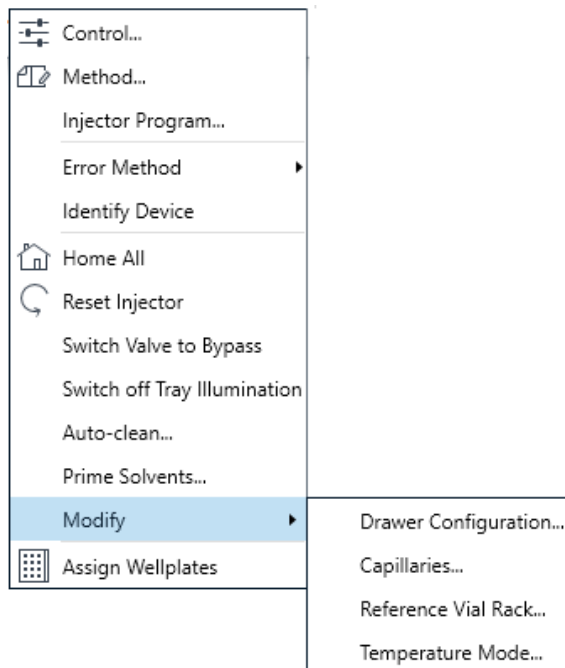 Control...
Method...
Injector Program...
Error Method
Identify Device
Home All
Reset Injector
Switch Valve to Bypass
Switch off Tray Illumination
Auto-clean...
Prime Solvents...
Modify
Assign Wellplates
Drawer Configuration...
Capillaries...
Reference Vial Rack...
Temperature Mode...